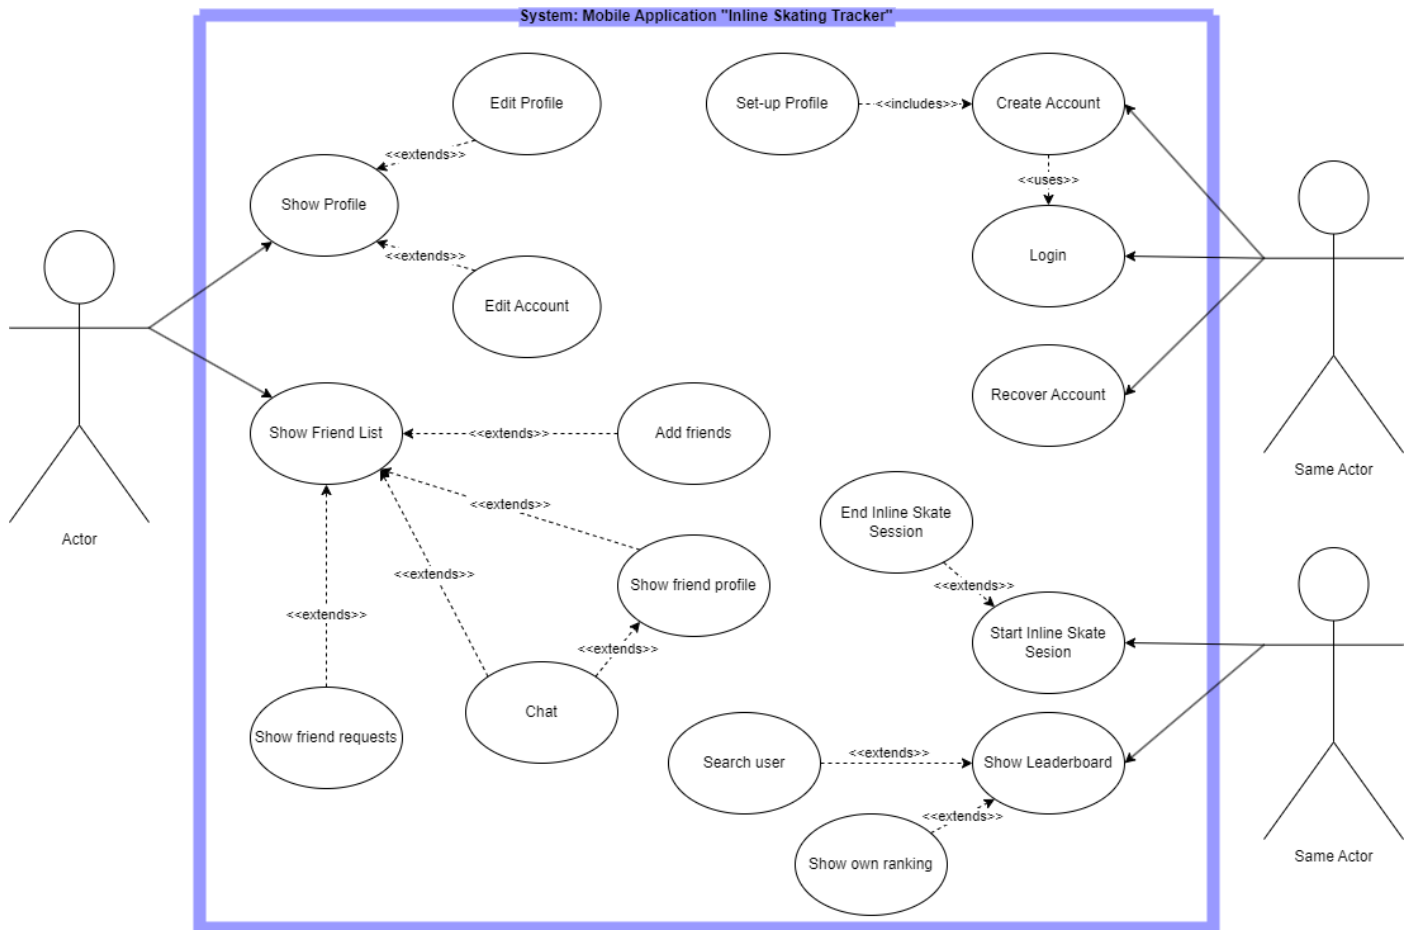 System: Mobile Application "Inline Skating Tracker"
Edit Profile
Set-up Profile
<<includes>>
Create Account
<<extends>>
<<uses>>
Show Profile
<<extends>>
Login
Edit Account
Recover Account
Show Friend List
<<extends>>
Add friends
Same Actor
<<extends>>
End Inline Skate
Session
Actor
<<extends>>
Show friend profile
<<extends>>
<<extends>>
Start Inline Skate
Sesion
<<extends>>
Chat
Show friend requests
Search user
<<extends>>
Show Leaderboard
<<extends>>
Show own ranking
Same Actor